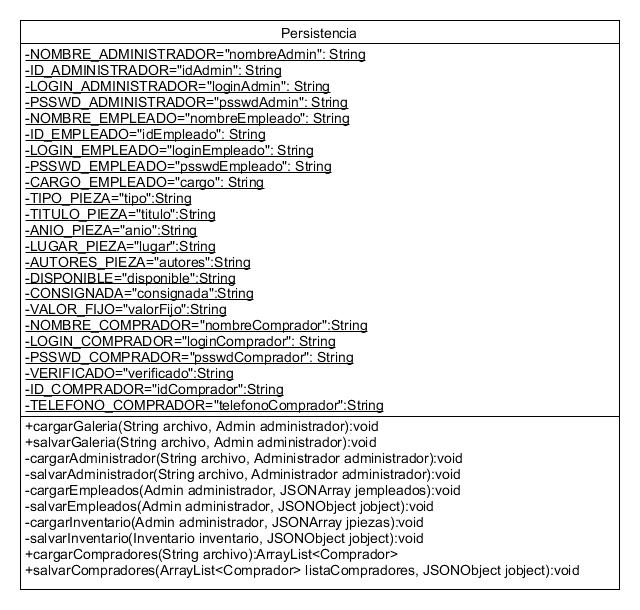 Persistencia
-NOMBRE_ADMINISTRADOR="nombreAdmin": String
-ID_ADMINISTRADOR="idAdmin": String
-LOGIN_ADMINISTRADOR="loginAdmin": String
-PSSWD_ADMINISTRADOR="psswdAdmin": String
-NOMBRE_EMPLEADO="nombreEmpleado": String
-ID_EMPLEADO="idEmpleado": String
-LOGIN_EMPLEADO="loginEmpleado": String
-PSSWD_EMPLEADO="psswdEmpleado": String
-CARGO_EMPLEADO="cargo": String
-TIPO_PIEZA="tipo":String
-TITULO_PIEZA="titulo":String
-ANIO_PIEZA="anio":String
-LUGAR_PIEZA="lugar":String
-AUTORES_PIEZA="autores":String
-DISPONIBLE="disponible":String
-CONSIGNADA="consignada":String
-VALOR_FIJO="valorFijo":String
-NOMBRE_COMPRADOR="nombreComprador":String
-LOGIN_COMPRADOR="loginComprador": String
-PSSWD_COMPRADOR="psswdComprador": String
-VERIFICADO="verificado":String
-ID_COMPRADOR="idComprador":String
-TELEFONO_COMPRADOR="telefonoComprador":String
+cargarGaleria(String archivo, Admin administrador):void
+salvarGaleria(String archivo, Admin administrador):void
-cargarAdministrador(String archivo, Administrador administrador):void
-salvarAdministrador(String archivo, Administrador administrador):void
-cargarEmpleados(Admin administrador, JSONArray jempleados):void
-salvarEmpleados(Admin administrador, JSONObject jobject):void
-cargarInventario(Admin administrador, JSONArray jpiezas):void
-salvarInventario(Inventario inventario, JSONObject jobject):void
+cargarCompradores(String archivo):ArrayList<Comprador>
+salvarCompradores(ArrayList<Comprador> listaCompradores, JSONObject jobject):void